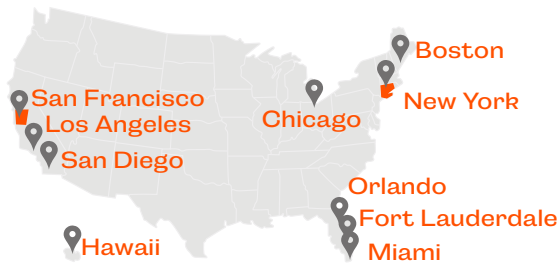 Boston
San Francisco
New York
Los Angeles
Chicago
San Diego
Orlando
Fort Lauderdale
Hawaii
Miami